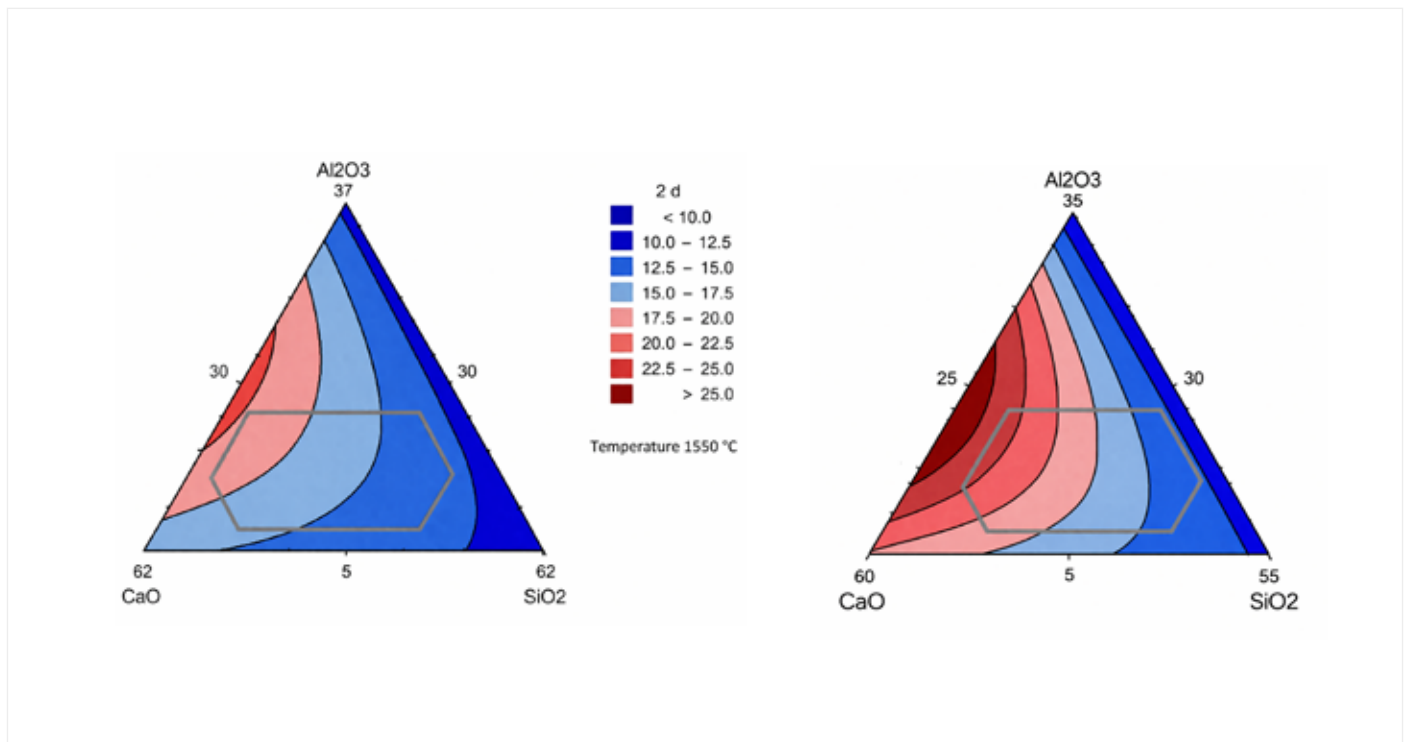 Al2O3
37
30
30
62
5
62
CaO
SiO2
2 d
< 10.0
10.0 – 12.5
12.5 – 15.0
15.0 – 17.5
17.5 – 20.0
20.0 – 22.5
22.5 – 25.0
> 25.0
Temperature 1550 °C
Al2O3
35
25
30
60
5
55
CaO
SiO2